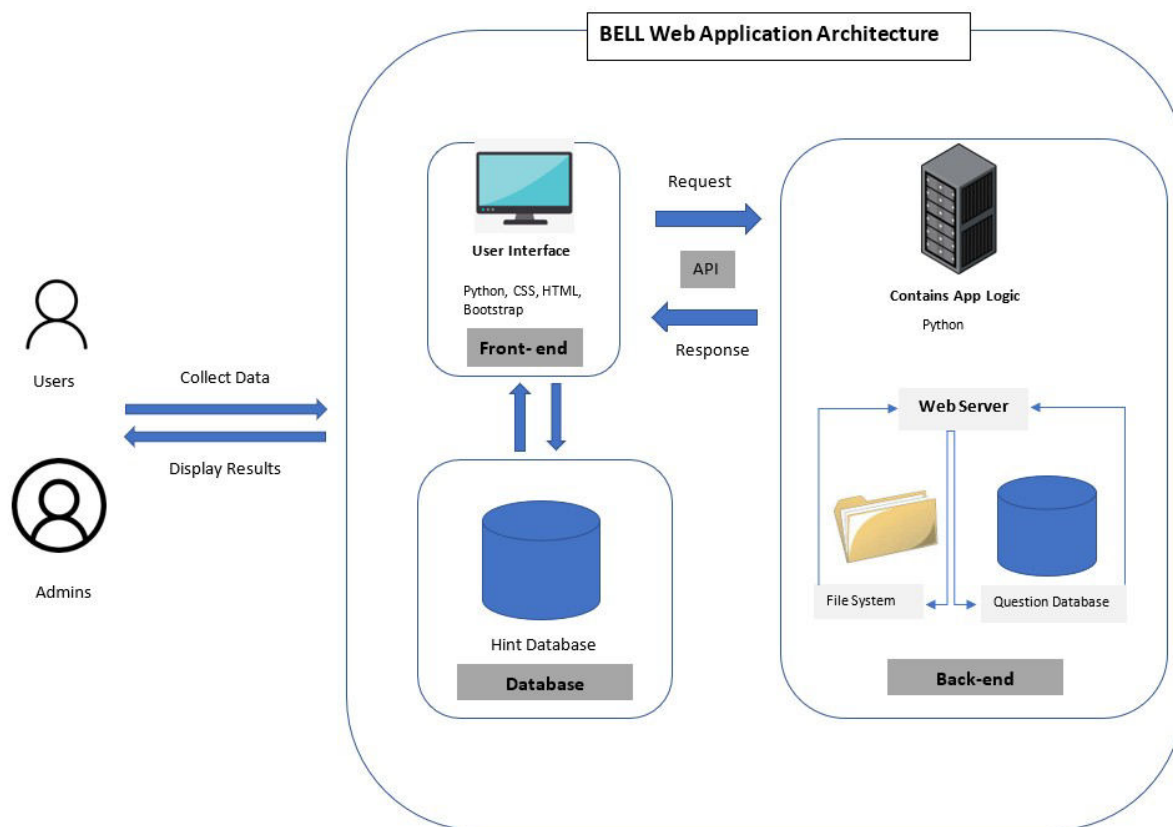 BELL Web Application Architecture
Users
Collect Data
Display Results
Admins
User Interface
Python, CSS, HTML,
Bootstrap
Front- end
Request
API
Response
Hint Database
Database
Contains App Logic
Python
Web Server
File System
Question Database
Back-end